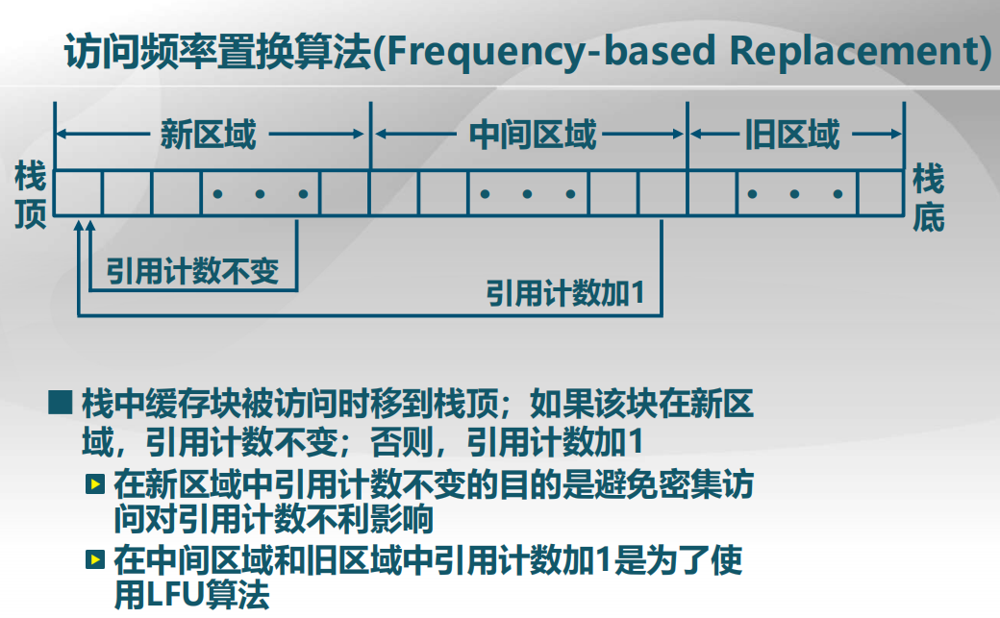 访问频率置换算法(Frequency-based Replacement)
新区域 中间区域 旧区域
栈顶
栈底
引用计数不变
引用计数加1
栈中缓存块被访问时移到栈顶；如果该块在新区
域，引用计数不变；否则，引用计数加1
在新区域中引用计数不变的目的是避免密集访
问对引用计数不利影响
在中间区域和旧区域中引用计数加1是为了使
用LFU算法